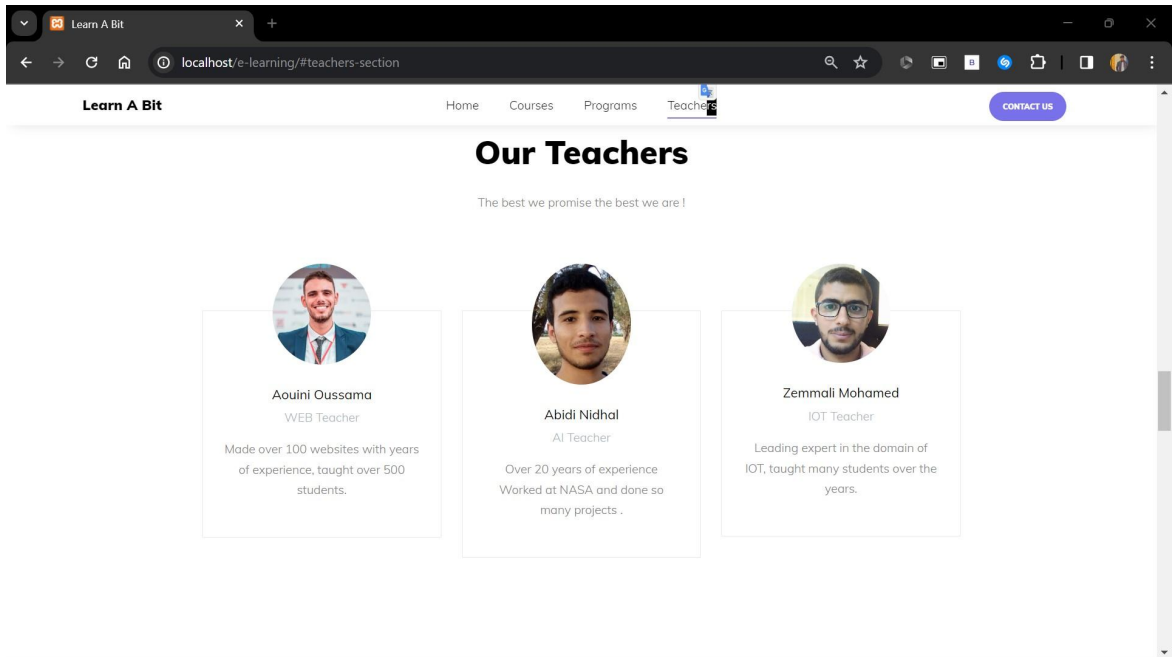 Learn A Bit
localhost/e-learning/#teachers-section
B
Learn A Bit
Home Courses Programs Teachers
CONTACT US
Our Teachers
The best we promise the best we are !
Aouini Oussama
WEB Teacher
Made over 100 websites with years
of experience, taught over 500
students.
Abidi Nidhal
AI Teacher
Over 20 years of experience
Worked at NASA and done so
many projects .
Zemmali Mohamed
IOT Teacher
Leading expert in the domain of
IOT, taught many students over the
years.